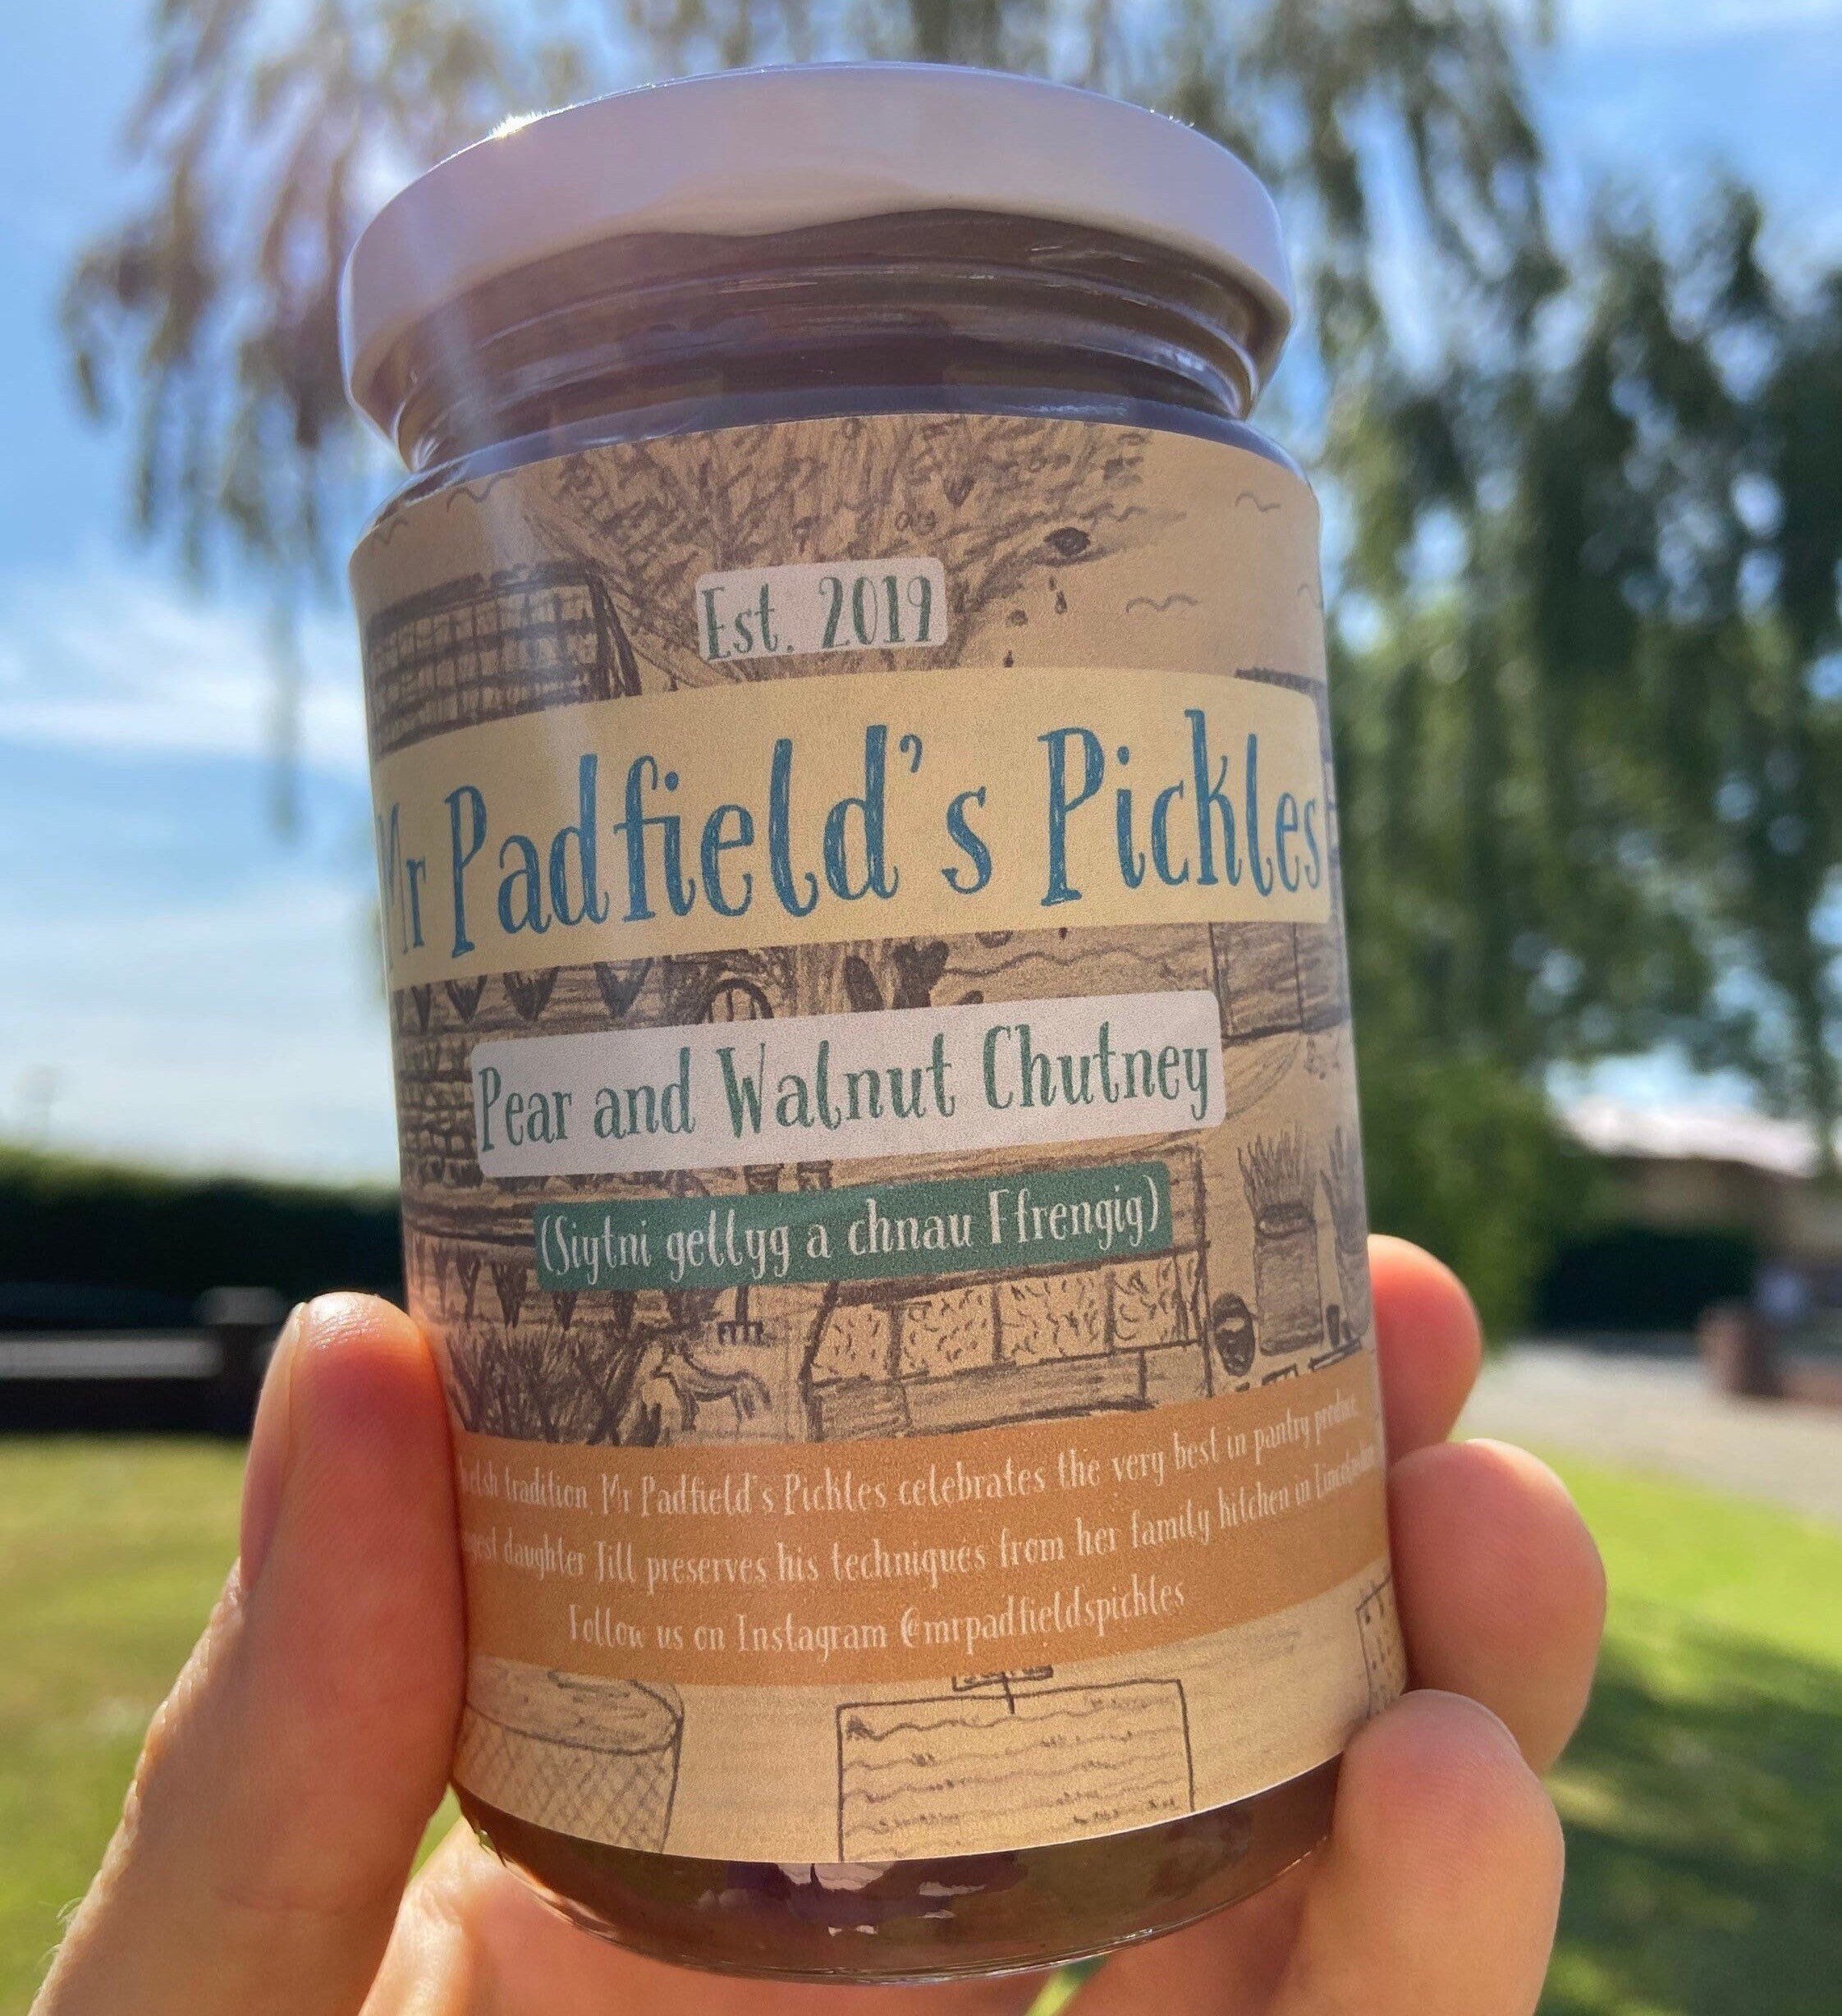 Est. 2019
Mr Padfield's Pickles
Pear and Walnut Chutney
(Siytni gellyg a chnau Ffrengig)
tradition, Mr Padfield's Pickles celebrates the very best in pantry produce.
daughter Jill preserves his techniques from her family kitchen in Lincolnshire
Follow us on Instagram @mrpadfieldspickles